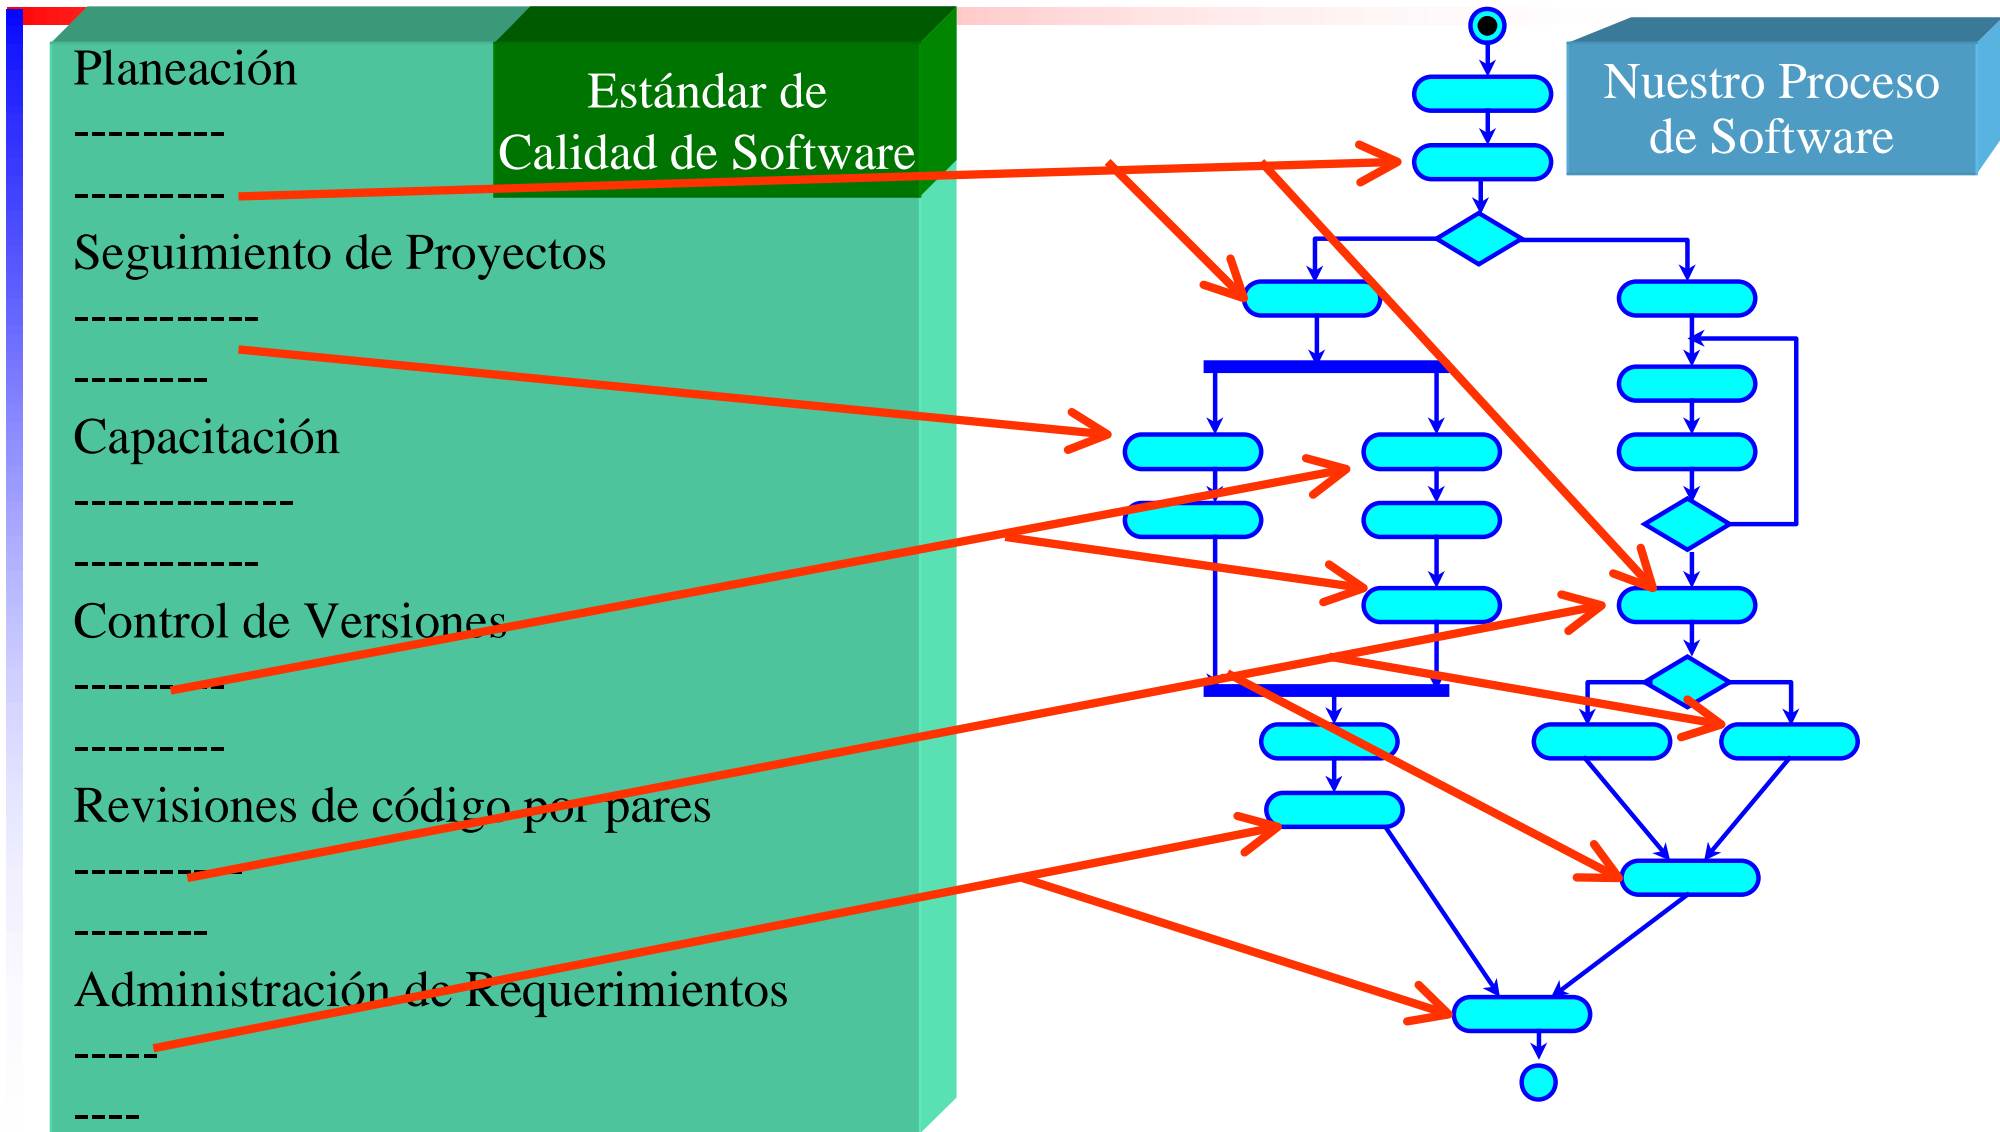 Planeación
---------
---------
Seguimiento de Proyectos
-----------
--------
Capacitación
-------------
-----------
Control de Versiones
---------
---------
Revisiones de código por pares
----------
--------
Administración de Requerimientos
-----
----
Estándar de
Calidad de Software
Nuestro Proceso
de Software